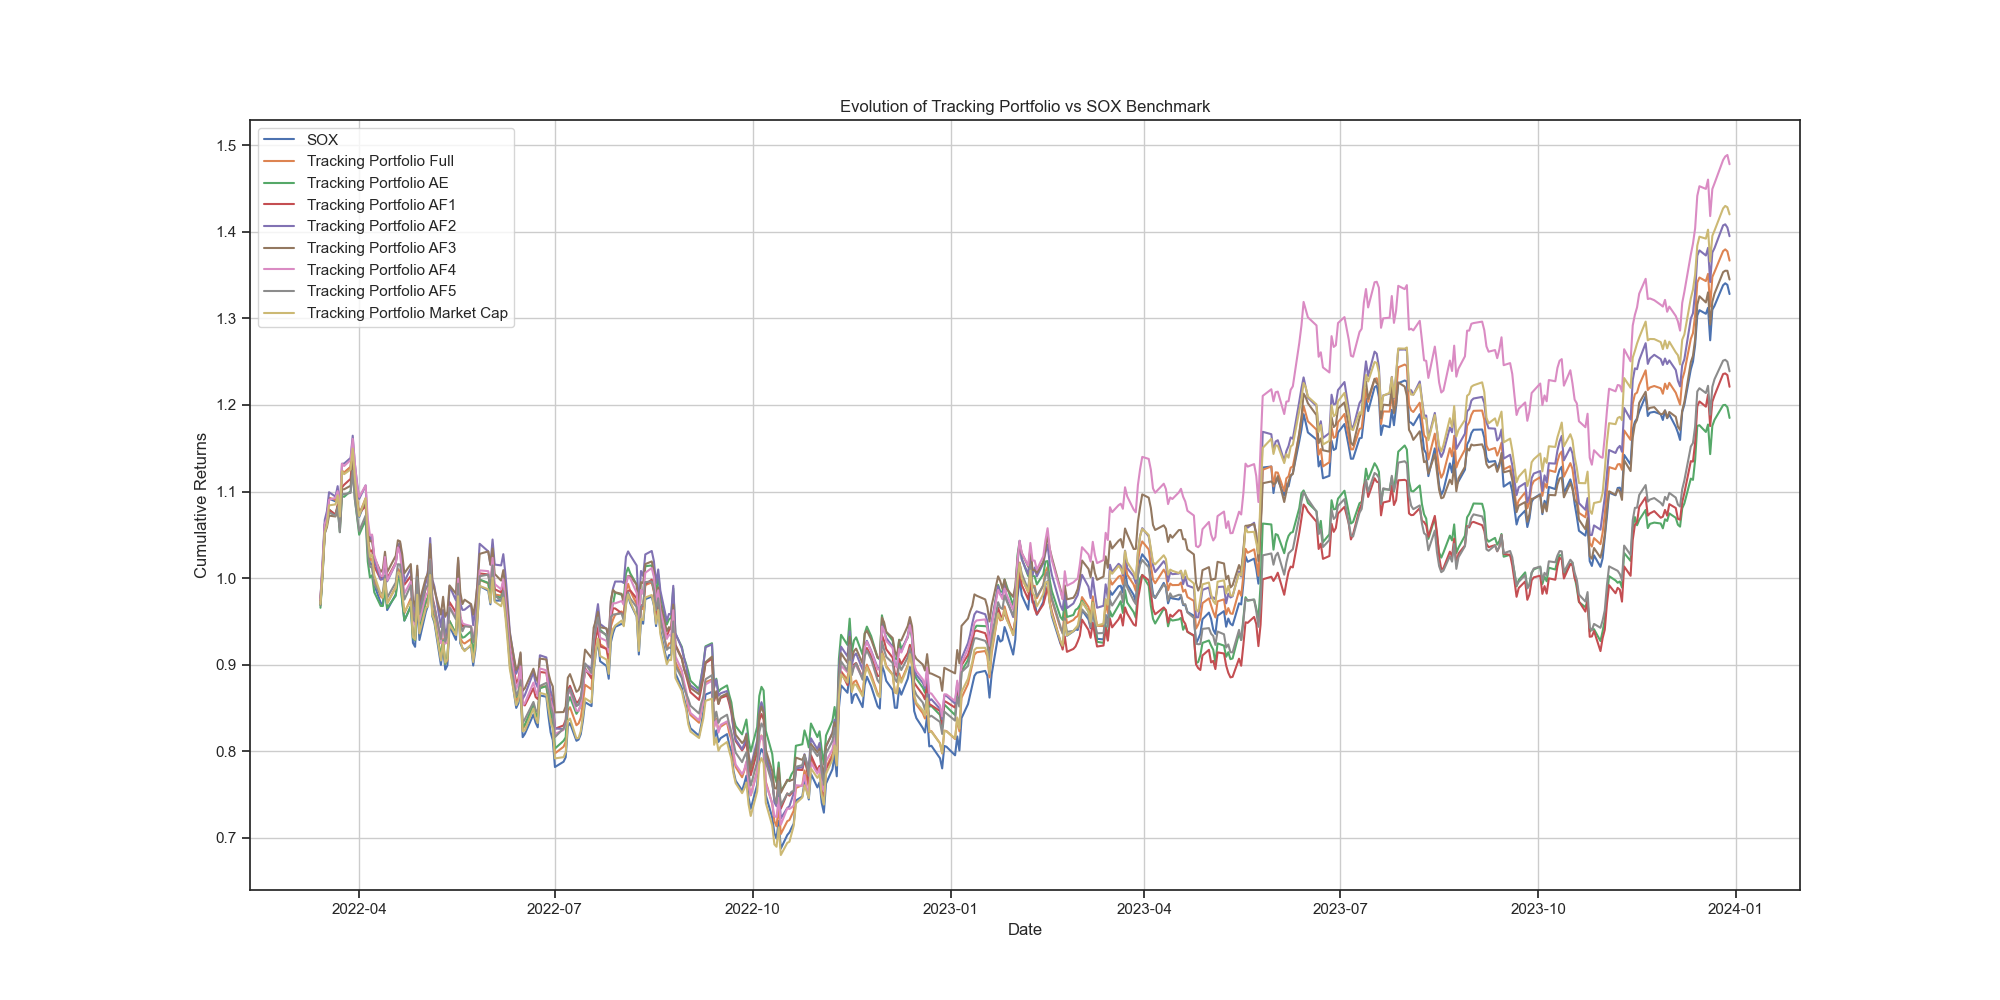 Evolution of Tracking Portfolio vs SOX Benchmark
SOX
Tracking Portfolio Full
Tracking Portfolio AE
Tracking Portfolio AF1
Tracking Portfolio AF2
Tracking Portfolio AF3
Tracking Portfolio AF4
Tracking Portfolio AF5
Tracking Portfolio Market Cap
Cumulative Returns
1.5
1.4
1.3
1.2
1.1
1.0
0.9
0.8
0.7
2022-04 2022-07 2022-10 2023-01 2023-04 2023-07 2023-10 2024-01
Date